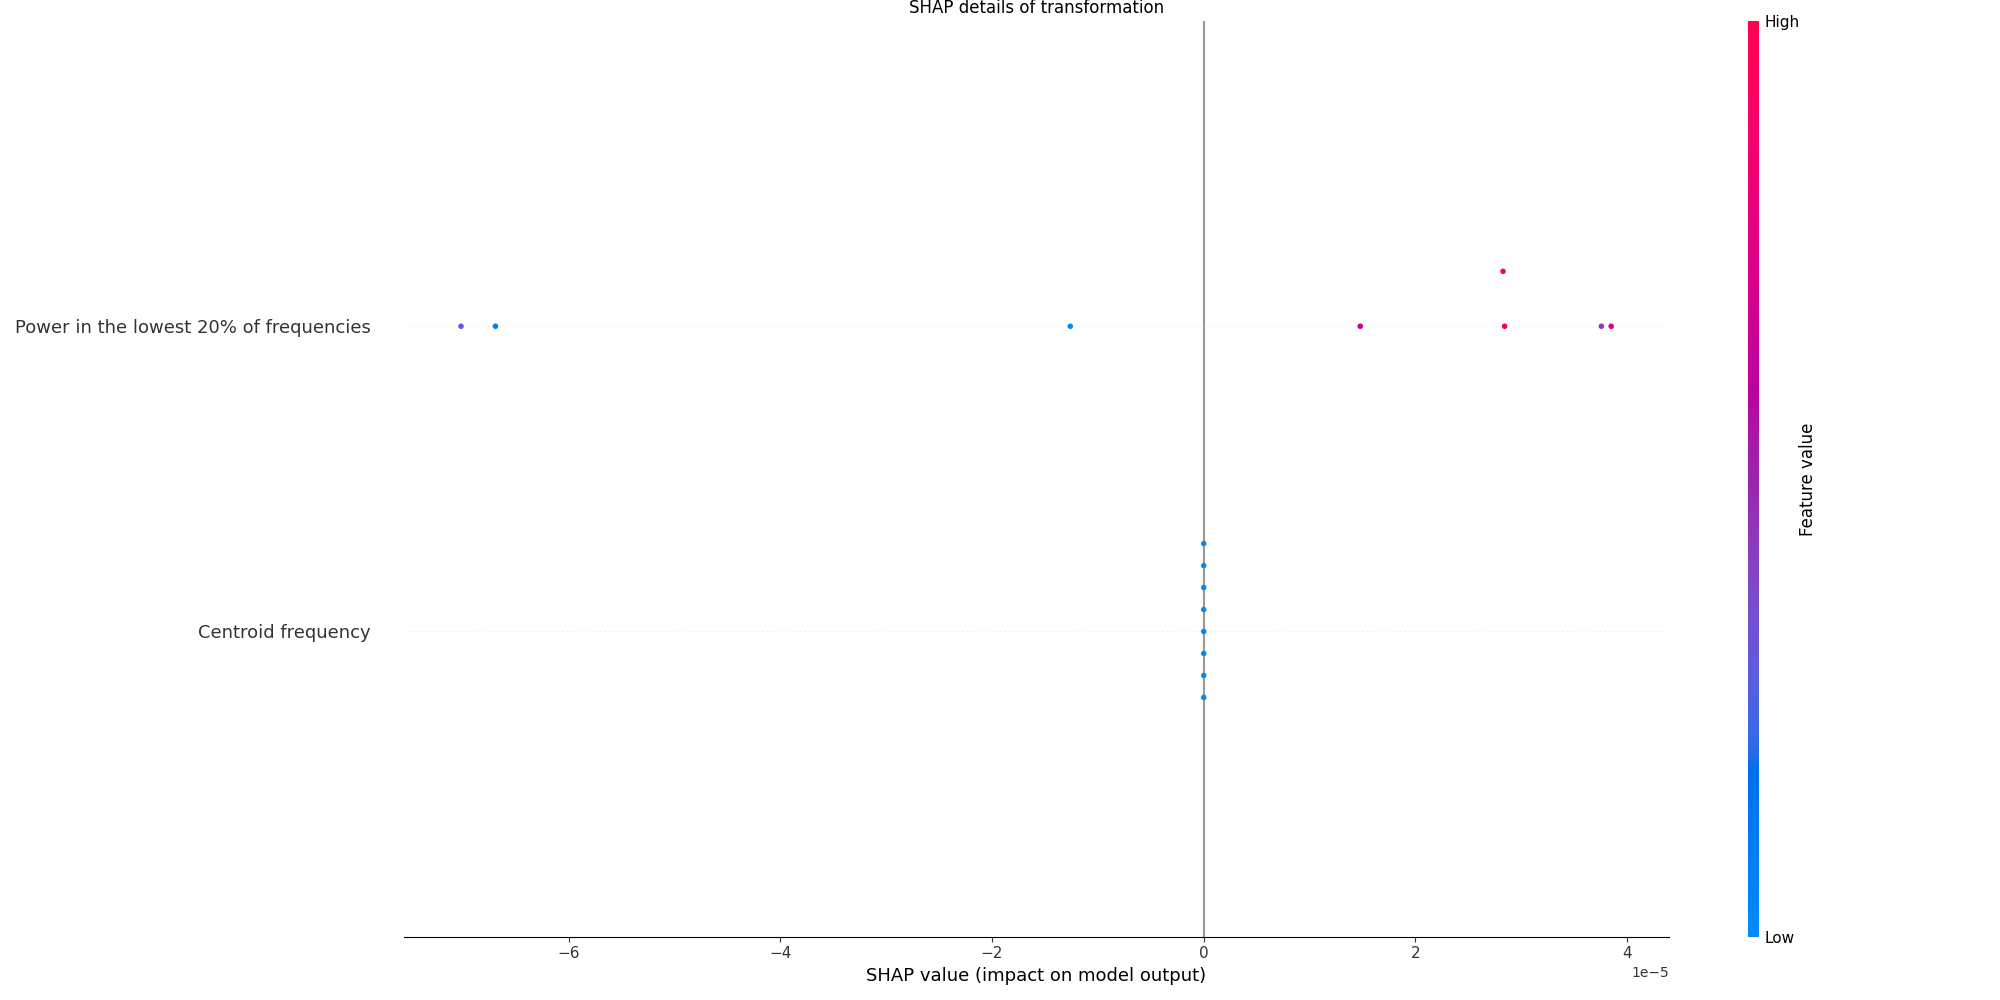 SHAP details of transformation
High
Power in the lowest 20% of frequencies
Feature value
Centroid frequency
Low
−6 −4 −2 0 2 4
1e−5
SHAP value (impact on model output)